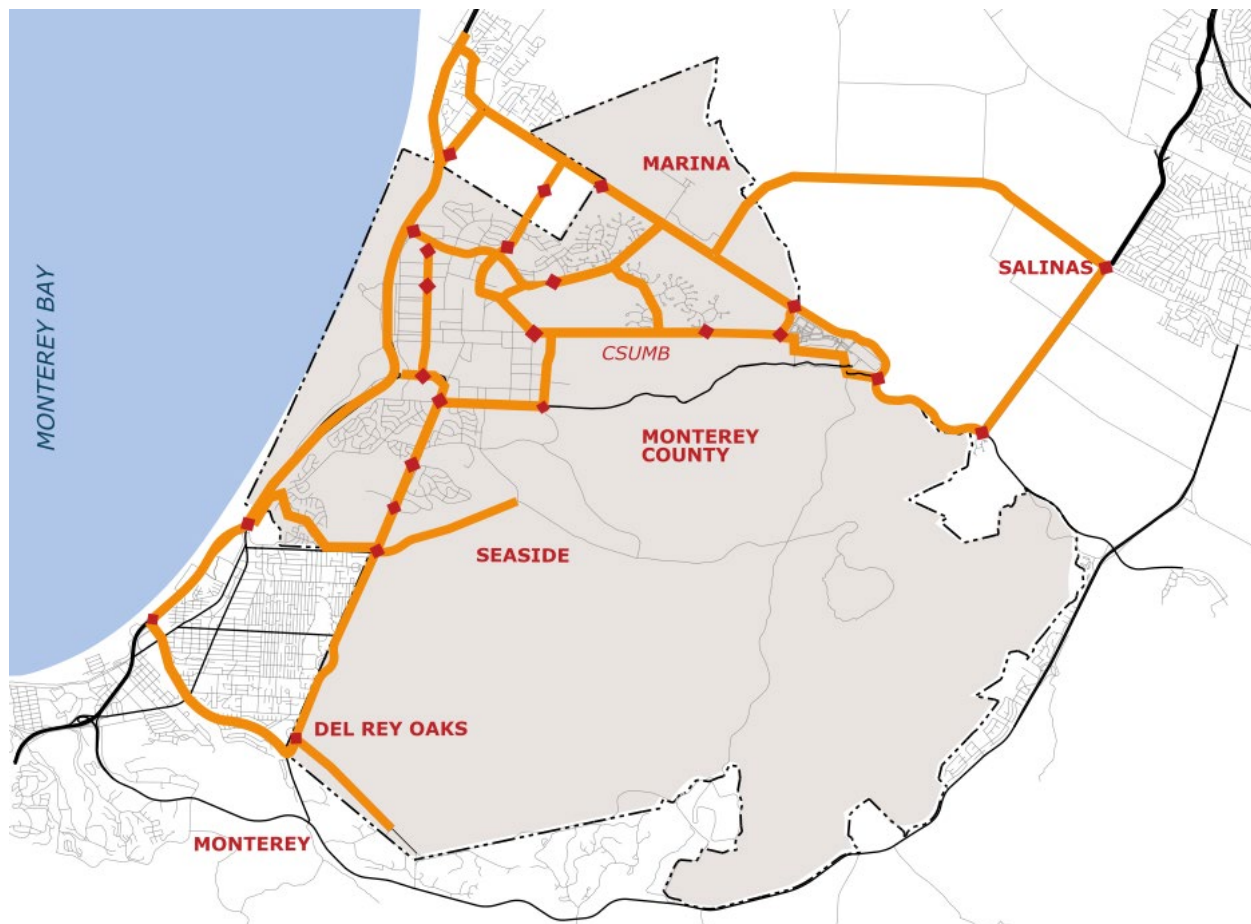 MARINA
SALINAS
MONTEREY BAY
CSUMB
MONTEREY
COUNTY
SEASIDE
DEL REY OAKS
MONTEREY